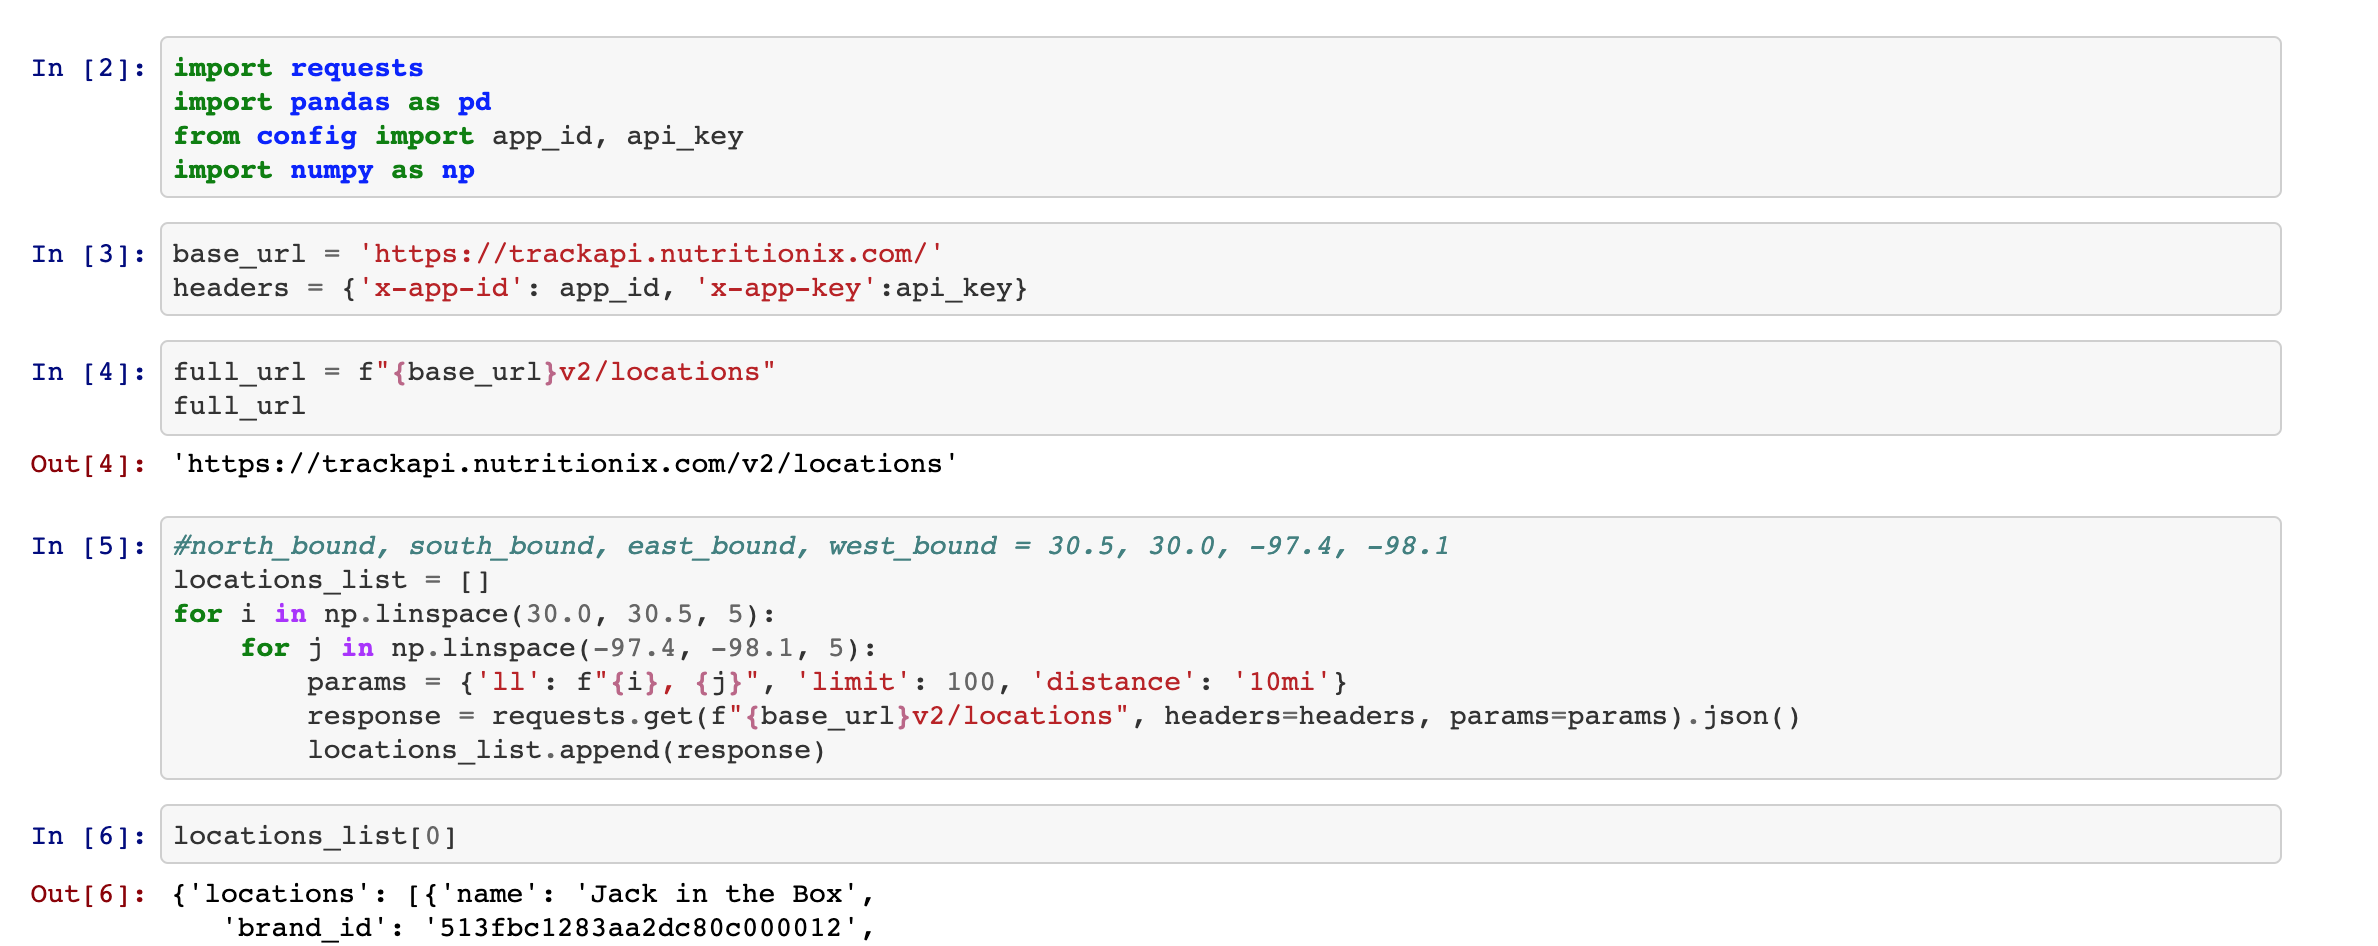 In [2]: import requests
import pandas as pd
from config import app_id, api_key
import numpy as np
In [3]: base_url = 'https://trackapi.nutritionix.com/'
headers = {'x-app-id': app_id, 'x-app-key':api_key}
In [4]: full_url = f"{base_url}v2/locations"
full_url
Out[4]: 'https://trackapi.nutritionix.com/v2/locations'
In [5]: #north_bound, south_bound, east_bound, west_bound = 30.5, 30.0, -97.4, -98.1
locations_list = []
for i in np.linspace(30.0, 30.5, 5):
    for j in np.linspace(-97.4, -98.1, 5):
        params = {'ll': f"{i}, {j}", 'limit': 100, 'distance': '10mi'}
        response = requests.get(f"{base_url}v2/locations", headers=headers, params=params).json()
        locations_list.append(response)
In [6]: locations_list[0]
Out[6]: {'locations': [{'name': 'Jack in the Box',
   'brand_id': '513fbc1283aa2dc80c000012',